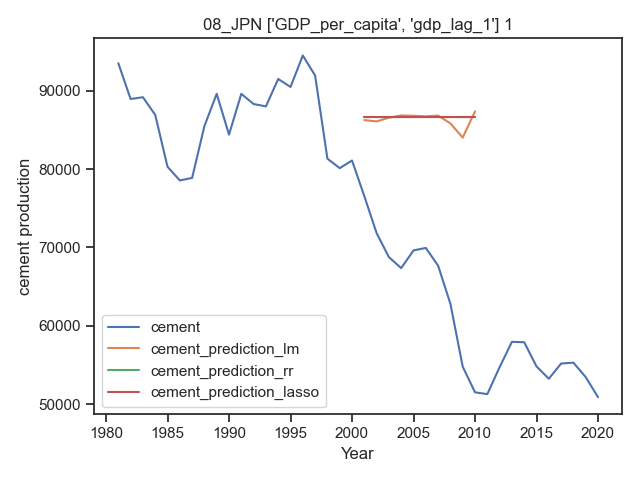 08_JPN ['GDP_per_capita', 'gdp_lag_1'] 1
90000
80000
70000
60000
50000
cement production
cement
cement_prediction_lm
cement_prediction_rr
cement_prediction_lasso
1980 1985 1990 1995 2000 2005 2010 2015 2020
Year